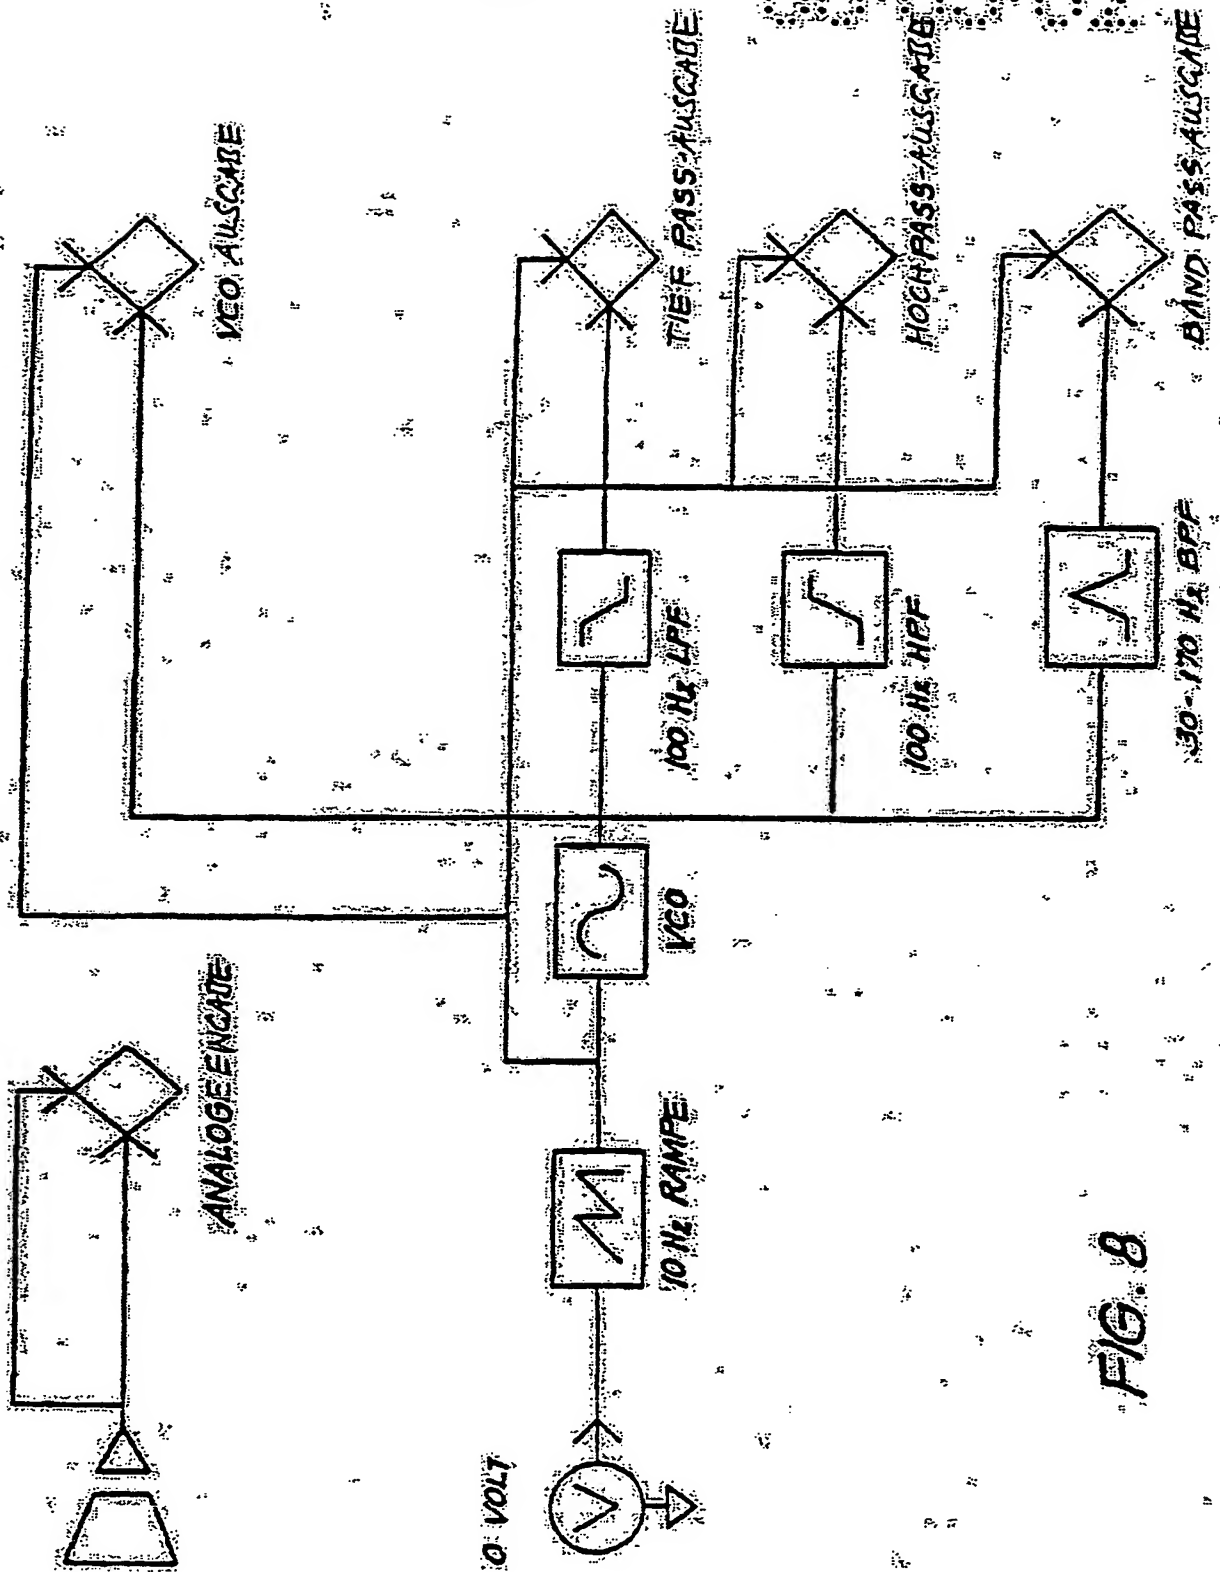 ANALOGEEINGABE
VCO AUSGABE
0 VOLT
10 Hz RAMPE
VCO
100 Hz LPF
TIEF PASS-AUSGABE
100 Hz HPF
HOCHPASS-AUSGABE
30-170 Hz BPF
BAND PASS-AUSGABE
FIG. 8